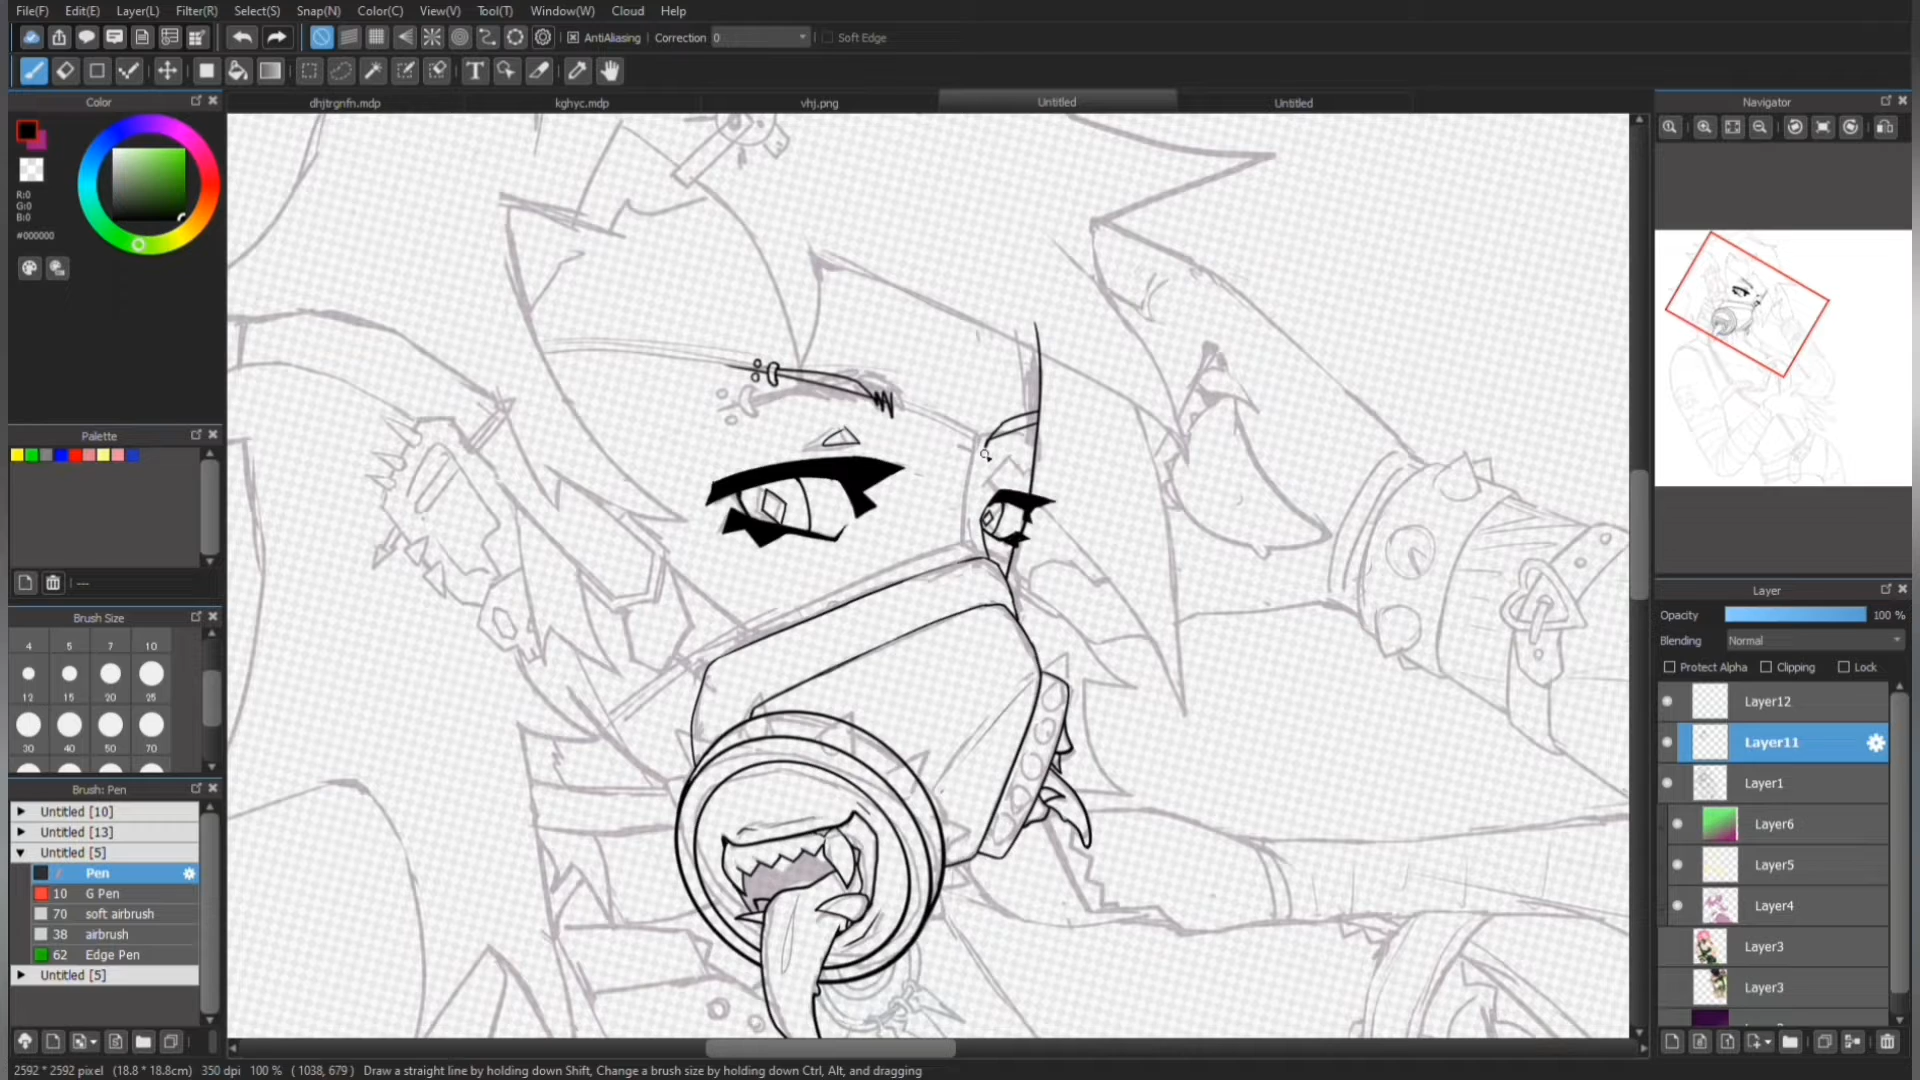 File(F) Edit(E) Layer(L) Filter(R) Select(S) Snap(N) Color(C) View(V) Tool(T) Window(W) Cloud Help
AntiAliasing Correction 0 Soft Edge
Color
dhjtrgnfn.mdp kghyc.mdp vhj.png Untitled Untitled
Navigator
R:0
G:0
B:0
#000000
Palette
---
Brush Size
4 5 7 10
12 15 20 25
30 40 50 70
Brush: Pen
Untitled [10]
Untitled [13]
Untitled [5]
Pen
10 G Pen
70 soft airbrush
38 airbrush
62 Edge Pen
Untitled [5]
Layer
Opacity 100 %
Blending Normal
Protect Alpha Clipping Lock
Layer12
Layer11
Layer1
Layer6
Layer5
Layer4
Layer3
Layer3
2592 * 2592 pixel (18.8 * 18.8cm) 350 dpi 100 % ( 1038, 679 ) Draw a straight line by holding down Shift, Change a brush size by holding down Ctrl, Alt, and dragging